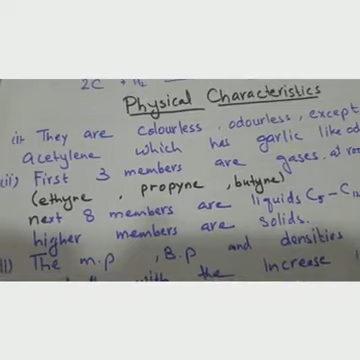 2C + H2
Physical Characteristics
(i) They are colourless, odourless, except
acetylene which has garlic like
(ii) First 3 members are gases. at
(ethyne, propyne, butyne)
next 8 members are liquids C5 - C12
higher members are solids.
The m.p, B.P and densities
with the increase